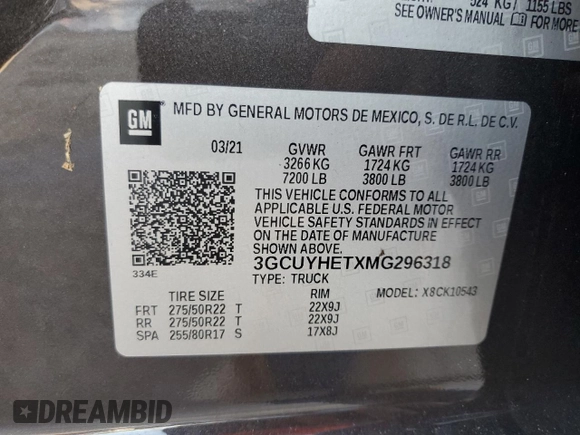 524 KG / 1155 LBS
SEE OWNER'S MANUAL FOR MORE
GM
MFD BY GENERAL MOTORS DE MEXICO, S. DE R.L. DE C.V.
03/21 GVWR GAWR FRT GAWR RR
3266 KG 1724 KG 1724 KG
7200 LB 3800 LB 3800 LB
THIS VEHICLE CONFORMS TO ALL
APPLICABLE U.S. FEDERAL MOTOR
VEHICLE SAFETY STANDARDS IN EFFECT
ON THE DATE OF MANUFACTURE
SHOWN ABOVE.
3GCUYHETXMG296318
334E
TYPE: TRUCK MODEL: X8CK10543
TIRE SIZE RIM
FRT 275/50R22 T 22X9J
RR 275/50R22 T 22X9J
SPA 255/80R17 S 17X8J
DREAMBID